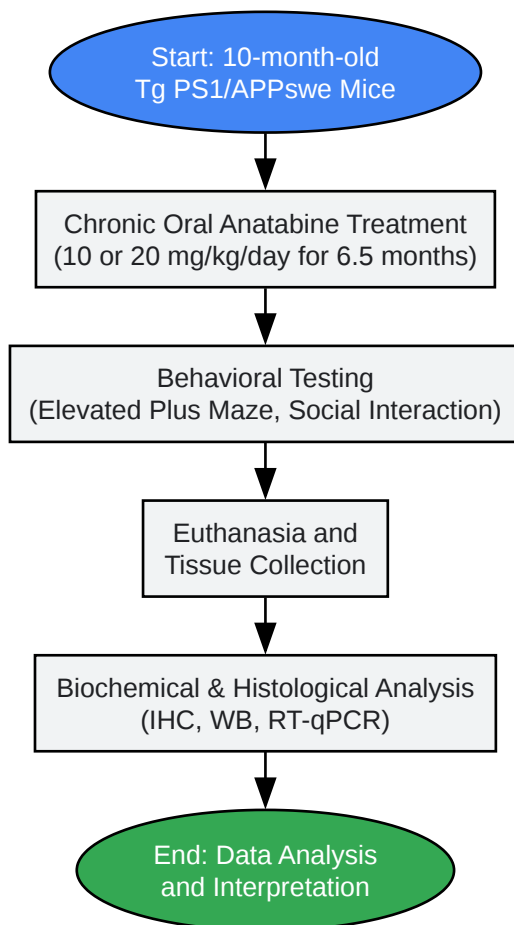 Start: 10-month-old
Tg PS1/APPswe Mice
Chronic Oral Anatabine Treatment
(10 or 20 mg/kg/day for 6.5 months)
Behavioral Testing
(Elevated Plus Maze, Social Interaction)
Euthanasia and
Tissue Collection
Biochemical & Histological Analysis
(IHC, WB, RT-qPCR)
End: Data Analysis
and Interpretation